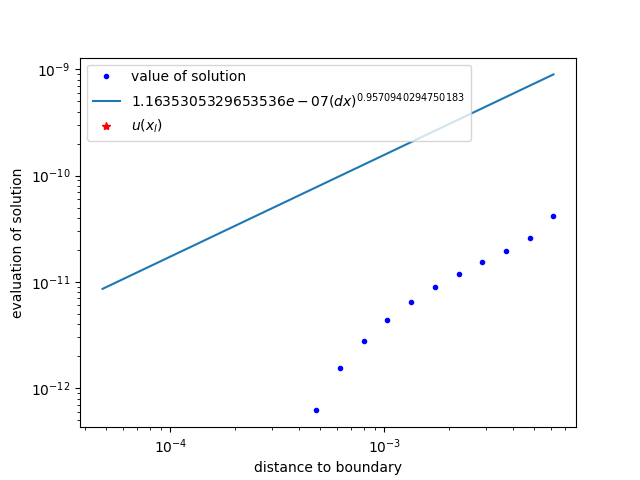 10⁻⁹
10⁻¹⁰
10⁻¹¹
10⁻¹²
evaluation of solution
value of solution
1.1635305329653536e − 07(dx)⁰·⁹⁵⁷⁰⁹⁴⁰²⁹⁴⁷⁵⁰¹⁸³
u(xₗ)
10⁻⁴
10⁻³
distance to boundary